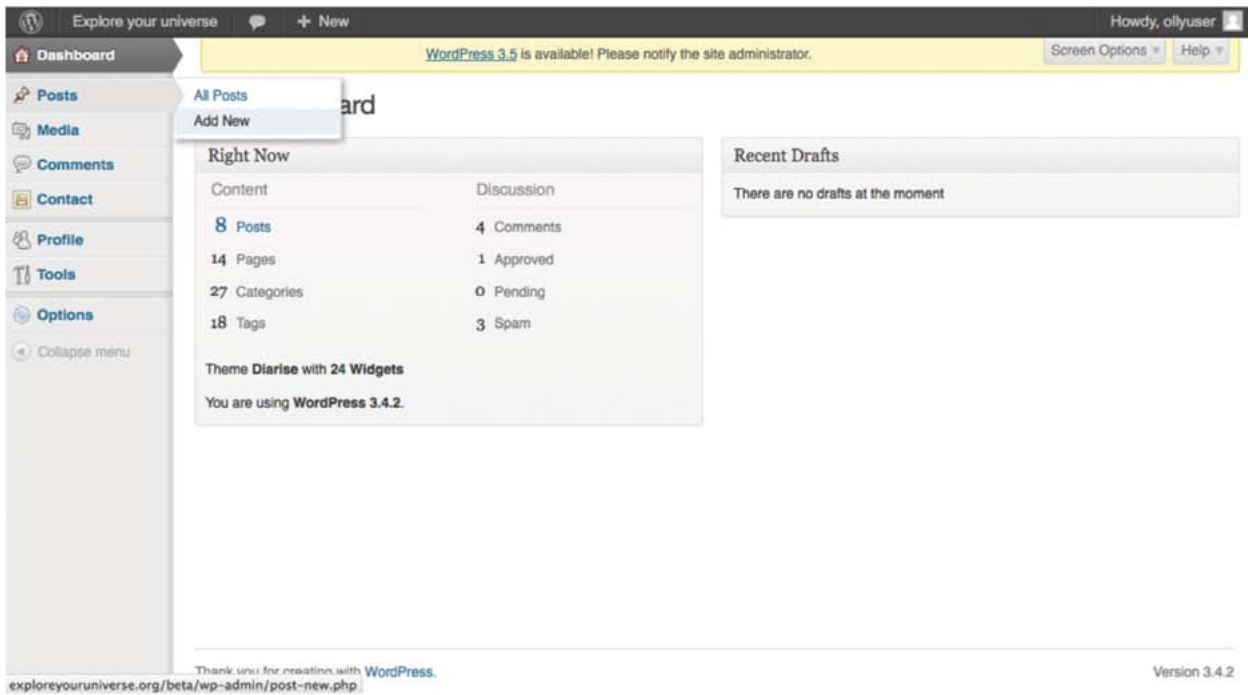 Explore your universe + New Howdy, ollyuser
Dashboard
WordPress 3.5 is available! Please notify the site administrator.
Screen Options Help
Posts
All Posts
Add New
ard
Media
Comments
Contact
Profile
Tools
Options
Collapse menu
Right Now
Content
8 Posts
14 Pages
27 Categories
18 Tags
Discussion
4 Comments
1 Approved
0 Pending
3 Spam
Theme Diarise with 24 Widgets
You are using WordPress 3.4.2.
Recent Drafts
There are no drafts at the moment
Thank you for creating with WordPress.
Version 3.4.2
exploreyouruniverse.org/beta/wp-admin/post-new.php